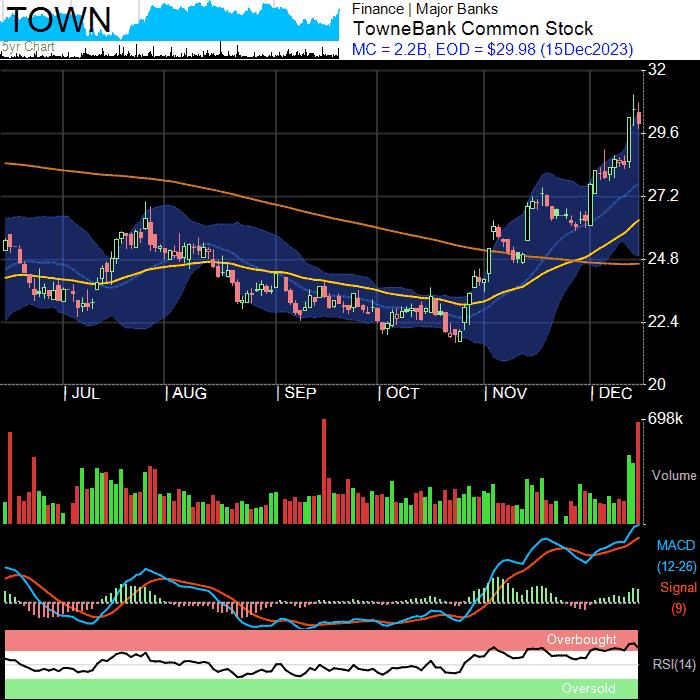 TOWN
5yr Chart
Finance | Major Banks
TowneBank Common Stock
MC = 2.2B, EOD = $29.98 (15Dec2023)
32
29.6
27.2
24.8
22.4
20
| JUL
| AUG
| SEP
| OCT
| NOV
| DEC
698k
Volume
MACD
(12-26)
Signal
(9)
Overbought
RSI(14)
Oversold